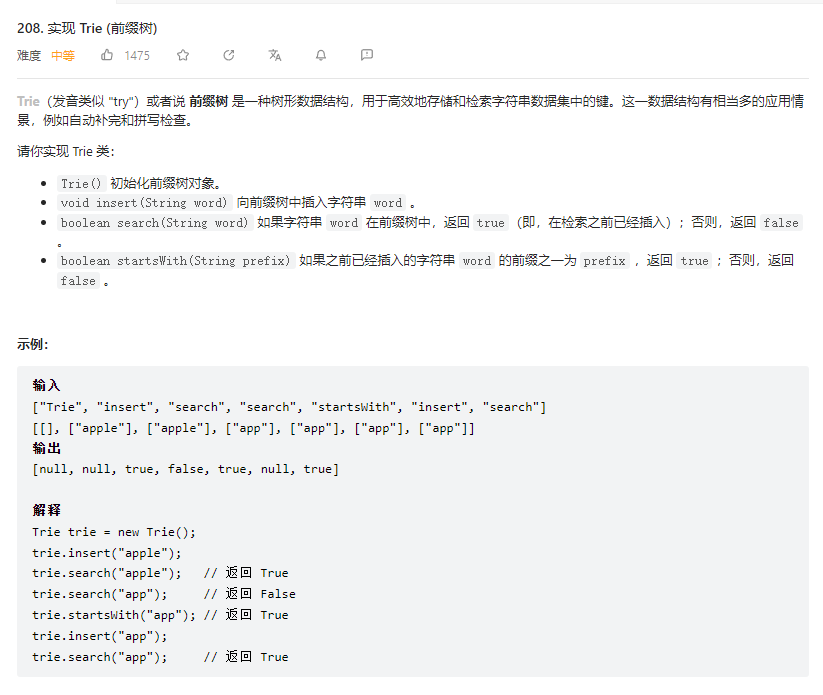 208. 实现 Trie (前缀树)
难度 中等 1475
Trie（发音类似 "try"）或者说 前缀树 是一种树形数据结构，用于高效地存储和检索字符串数据集中的键。这一数据结构有相当多的应用情
景，例如自动补完和拼写检查。
请你实现 Trie 类：
Trie() 初始化前缀树对象。
void insert(String word) 向前缀树中插入字符串 word 。
boolean search(String word) 如果字符串 word 在前缀树中，返回 true（即，在检索之前已经插入）；否则，返回 false
。
boolean startsWith(String prefix) 如果之前已经插入的字符串 word 的前缀之一为 prefix ，返回 true ；否则，返回
false 。
示例：
输入
["Trie", "insert", "search", "search", "startsWith", "insert", "search"]
[[], ["apple"], ["apple"], ["app"], ["app"], ["app"], ["app"]]
输出
[null, null, true, false, true, null, true]
解释
Trie trie = new Trie();
trie.insert("apple");
trie.search("apple");   // 返回 True
trie.search("app");     // 返回 False
trie.startsWith("app"); // 返回 True
trie.insert("app");
trie.search("app");     // 返回 True